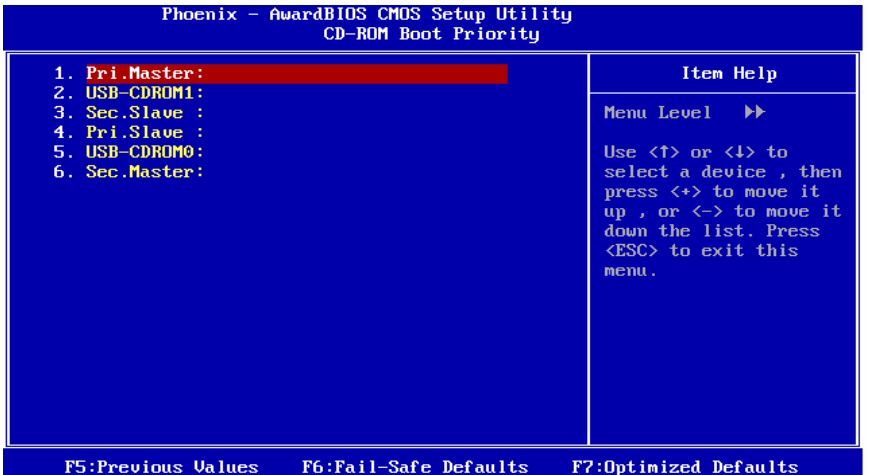 Phoenix - AwardBIOS CMOS Setup Utility
CD-ROM Boot Priority
1. Pri.Master:
2. USB-CDROM1:
3. Sec.Slave :
4. Pri.Slave :
5. USB-CDROM0:
6. Sec.Master:
Item Help
Menu Level ►►
Use <↑> or <↓> to
select a device , then
press <+> to move it
up , or <-> to move it
down the list. Press
<ESC> to exit this
menu.
F5:Previous Values F6:Fail-Safe Defaults F7:Optimized Defaults